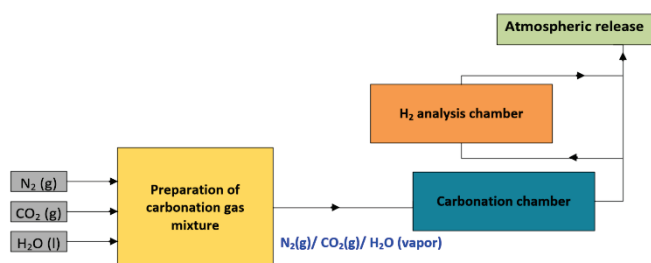 Atmospheric release
H₂ analysis chamber
N₂ (g)
CO₂ (g)
H₂O (l)
Preparation of
carbonation gas
mixture
Carbonation chamber
N₂(g)/ CO₂(g)/ H₂O (vapor)